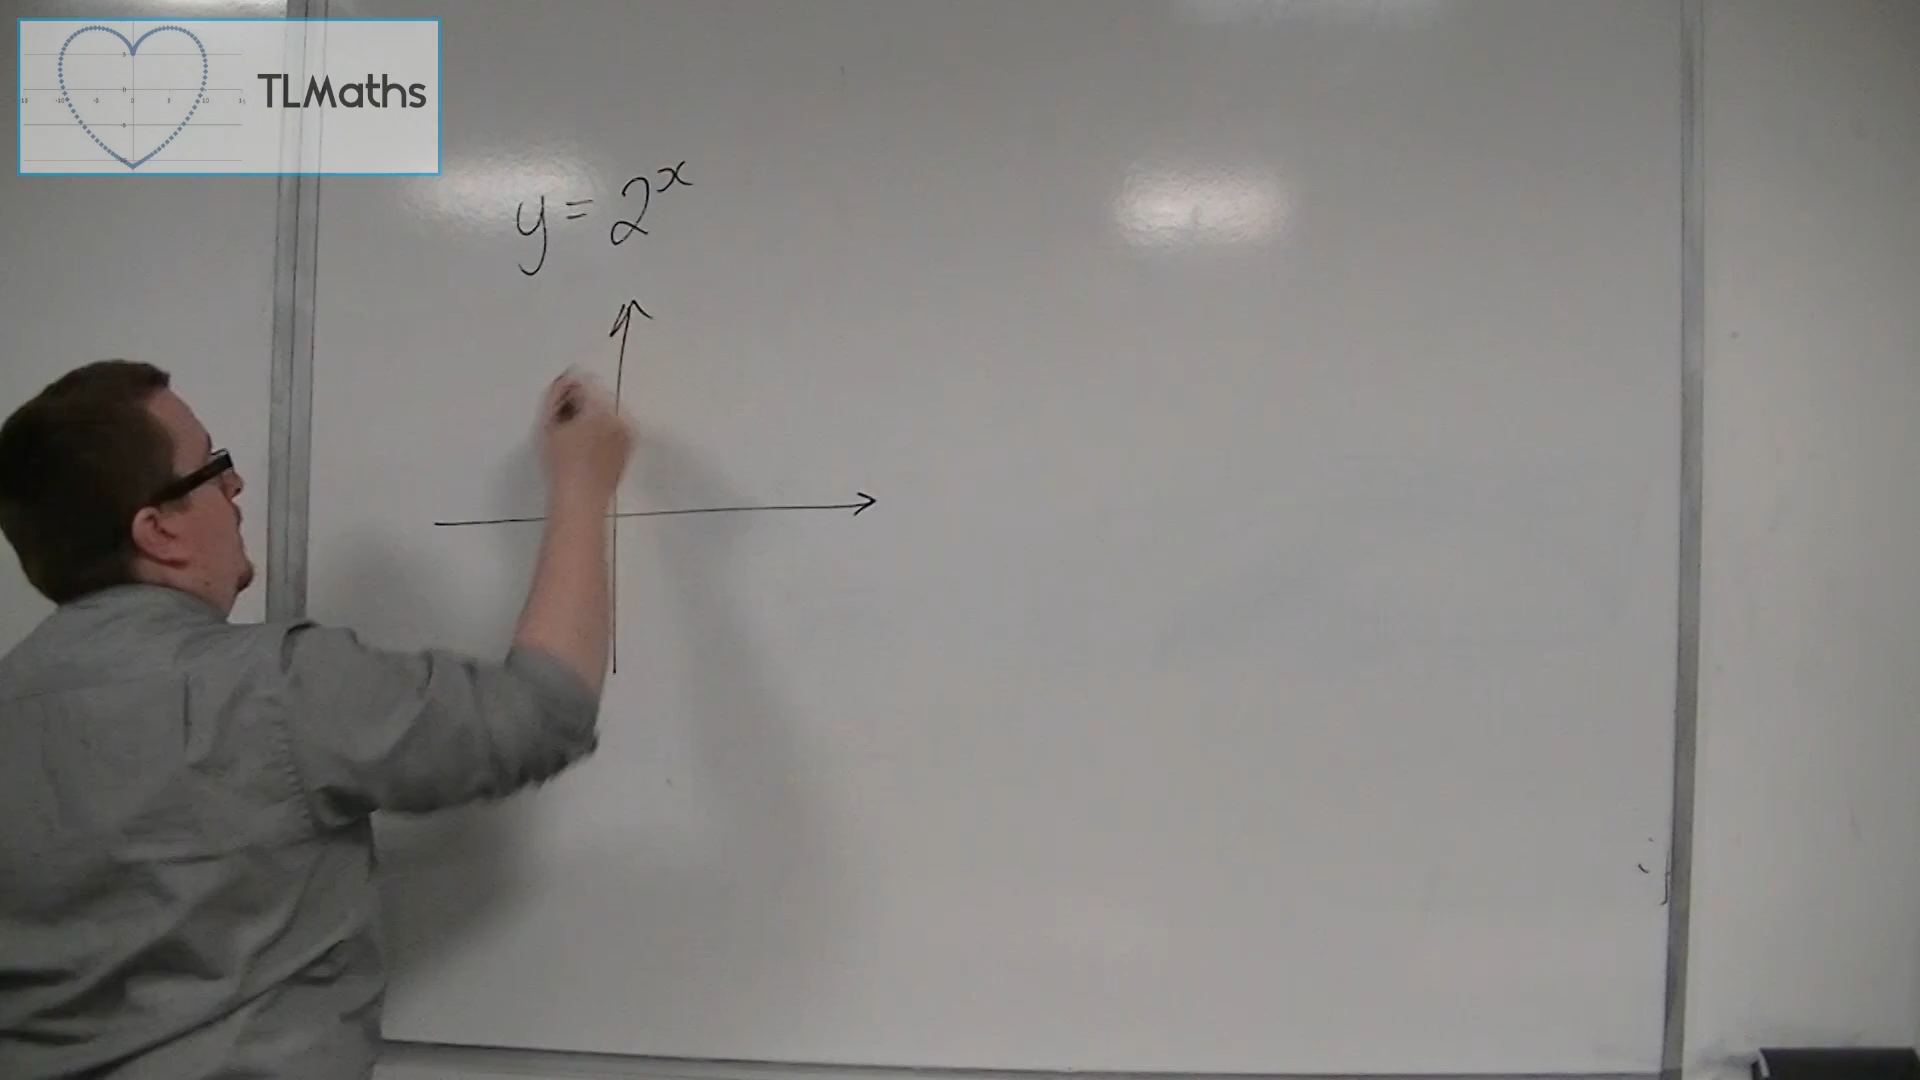 TLMaths
y = 2^x